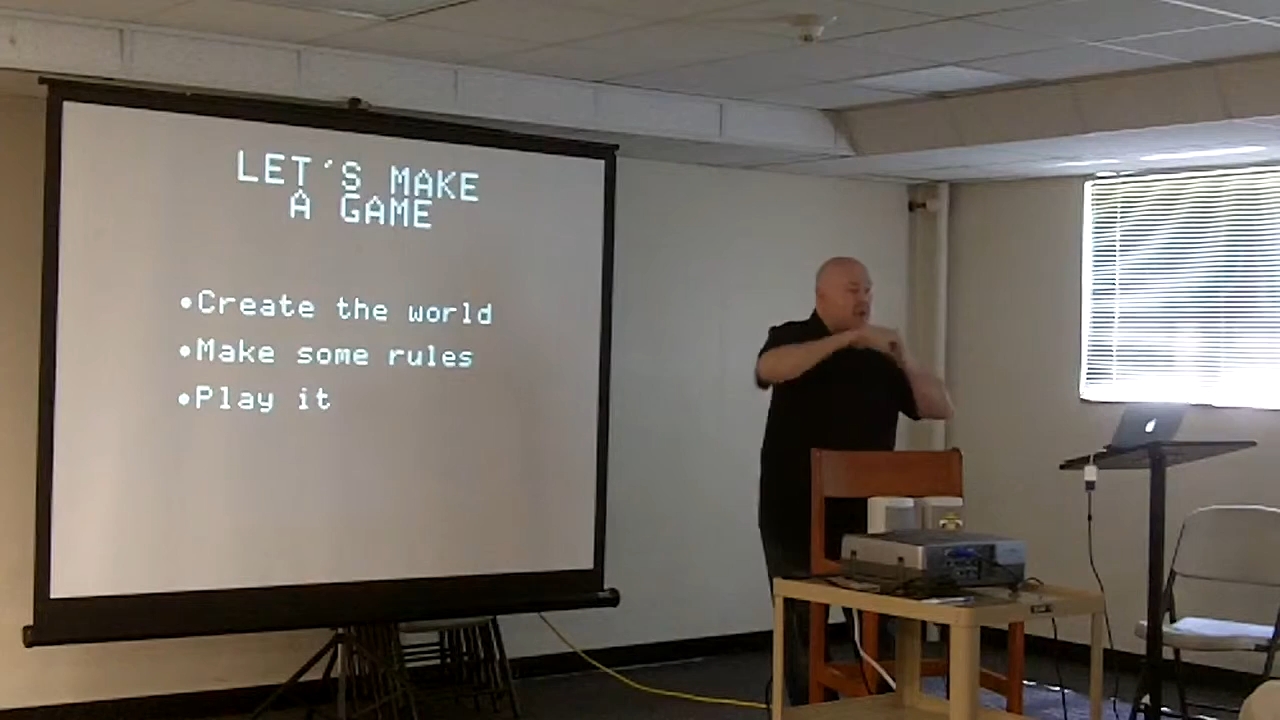 LET'S MAKE
A GAME
•Create the world
•Make some rules
•Play it